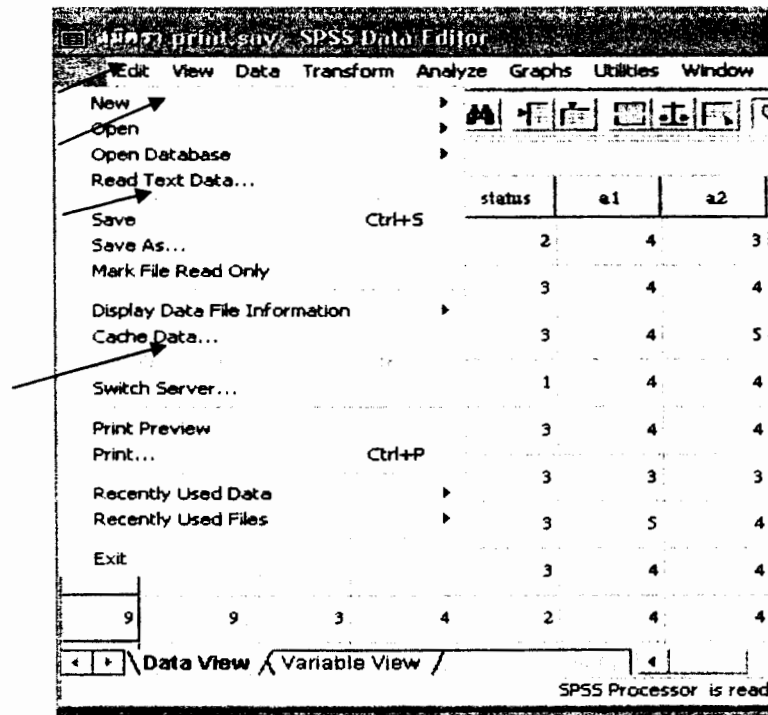 print.sav - SPSS Data Editor
Edit View Data Transform Analyze Graphs Utilities Window
New
Open
Open Database
Read Text Data...
Save Ctrl+S
Save As...
Mark File Read Only
Display Data File Information
Cache Data...
Switch Server...
Print Preview
Print... Ctrl+P
Recently Used Data
Recently Used Files
Exit
status a1 a2
2 4 3
3 4 4
3 4 5
1 4 4
3 4 4
3 3 3
3 5 4
3 4 4
9 9 3 4 2 4 4
Data View Variable View
SPSS Processor is read